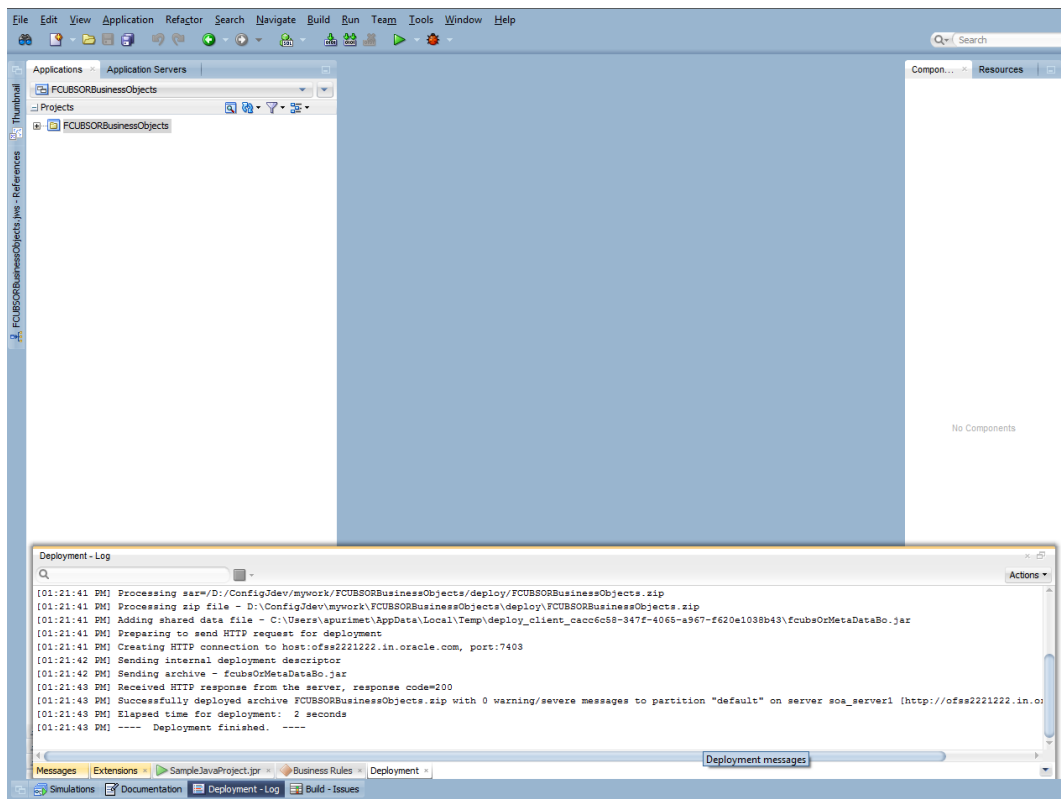 File Edit View Application Refactor Search Navigate Build Run Team Tools Window Help
Search
Applications Application Servers
Compon... Resources
FCUBSORBusinessObjects
Projects
FCUBSORBusinessObjects
Thumbnail
FCUBSORBusinessObjects.jws - References
No Components
Deployment - Log
Actions
[01:21:41 PM] Processing sar=/D:/ConfigJdev/mywork/FCUBSORBusinessObjects/deploy/FCUBSORBusinessObjects.zip
[01:21:41 PM] Processing zip file - D:\ConfigJdev\mywork\FCUBSORBusinessObjects\deploy\FCUBSORBusinessObjects.zip
[01:21:41 PM] Adding shared data file - C:\Users\apurimet\AppData\Local\Temp\deploy_client_cacc6c58-347f-4065-a967-f620e1038b43\fcubsOrMetaDataBo.jar
[01:21:41 PM] Preparing to send HTTP request for deployment
[01:21:41 PM] Creating HTTP connection to host:ofss2221222.in.oracle.com, port:7403
[01:21:42 PM] Sending internal deployment descriptor
[01:21:42 PM] Sending archive - fcubsOrMetaDataBo.jar
[01:21:43 PM] Received HTTP response from the server, response code=200
[01:21:43 PM] Successfully deployed archive FCUBSORBusinessObjects.zip with 0 warning/severe messages to partition "default" on server soa_server1 [http://ofss2221222.in.or
[01:21:43 PM] Elapsed time for deployment: 2 seconds
[01:21:43 PM] ---- Deployment finished. ----
Deployment messages
Messages Extensions SampleJavaProject.jpr Business Rules Deployment
Simulations Documentation Deployment - Log Build - Issues